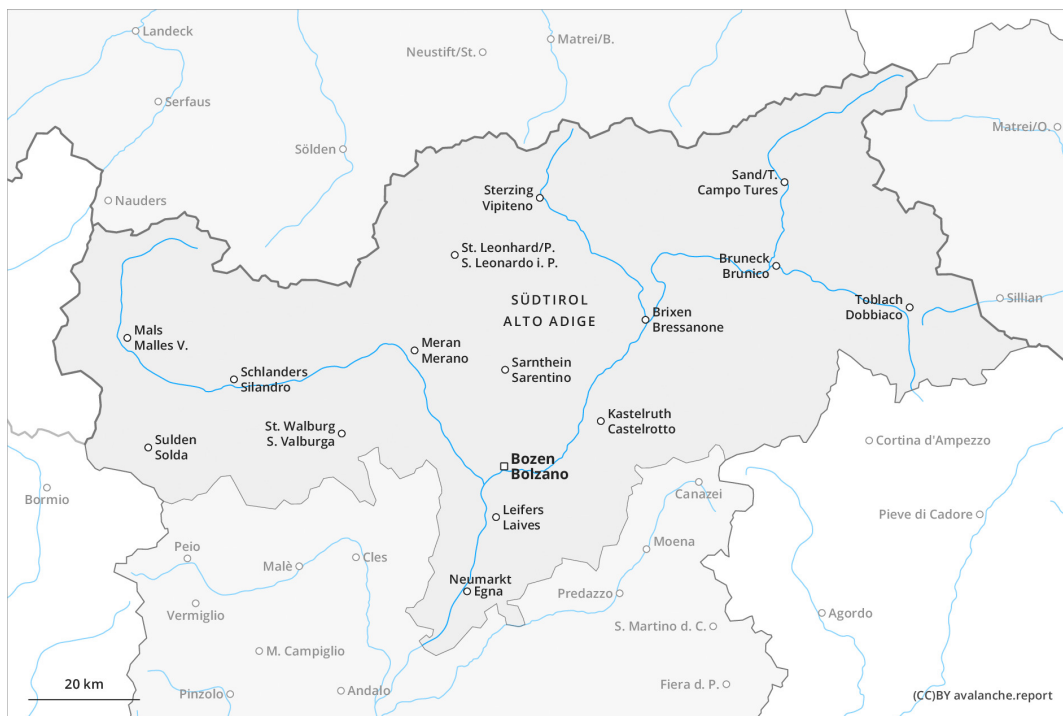 Landeck
Matrei/B.
Neustift/St.
Serfaus
Matrei/O.
Sölden
Nauders
Sand/T.
Campo Tures
Sterzing
Vipiteno
St. Leonhard/P.
S. Leonardo i. P.
Bruneck
Brunico
SÜDTIROL
ALTO ADIGE
Toblach
Dobbiaco
Sillian
Brixen
Bressanone
Mals
Malles V.
Meran
Merano
Sarnthein
Sarentino
Schlanders
Silandro
Kastelruth
Castelrotto
St. Walburg
S. Valburga
Sulden
Solda
Cortina d'Ampezzo
Bozen
Bolzano
Bormio
Canazei
Leifers
Laives
Pieve di Cadore
Moena
Peio
Malè
Cles
Neumarkt
Egna
Predazzo
Vermiglio
Agordo
S. Martino d. C.
M. Campiglio
20 km
Pinzolo
Andalo
Fiera d. P.
(CC)BY avalanche.report